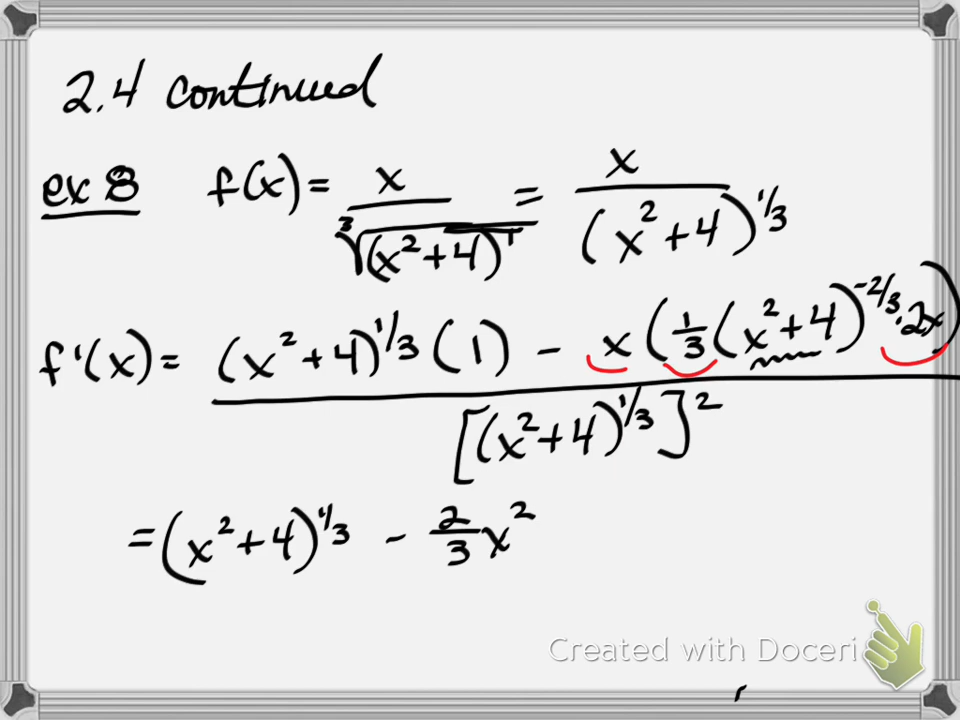 2.4 continued
ex 8 f(x) = x / ∛(x²+4)¹ = x / (x²+4)^1/3
f'(x) = (x²+4)^1/3 (1) − x(1/3(x²+4)^−2/3 · 2x) / [(x²+4)^1/3]²
= (x²+4)^1/3 − 2/3 x²
Created with Doceri